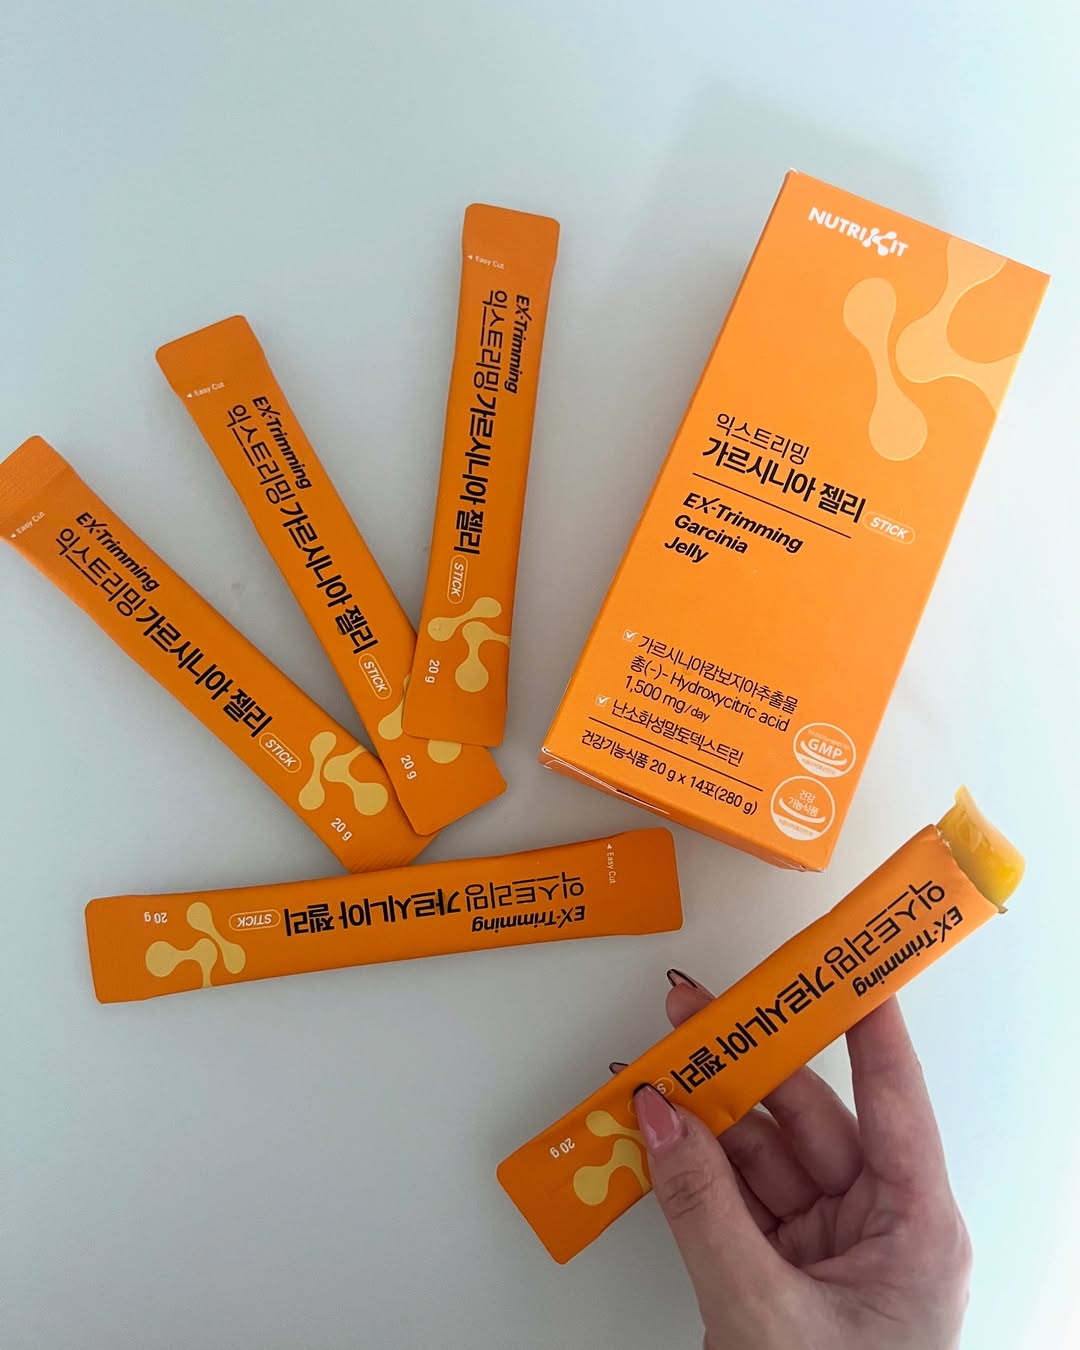 NUTRIKIT
익스트리밍
가르시니아 젤리 STICK
EX-Trimming
Garcinia
Jelly
가르시니아캄보지아추출물
총(-)- Hydroxycitric acid
1,500 mg/day
난소화성말토덱스트린
건강기능식품 20 g x 14포(280 g)
GMP
건강
기능식품
◀ Easy Cut
EX-Trimming
익스트리밍 가르시니아 젤리 STICK
20 g
◀ Easy Cut
EX-Trimming
익스트리밍 가르시니아 젤리 STICK
20 g
◀ Easy Cut
EX-Trimming
익스트리밍 가르시니아 젤리 STICK
20 g
◀ Easy Cut
EX-Trimming
익스트리밍 가르시니아 젤리 STICK
20 g
EX-Trimming
익스트리밍 가르시니아 젤리
20 g